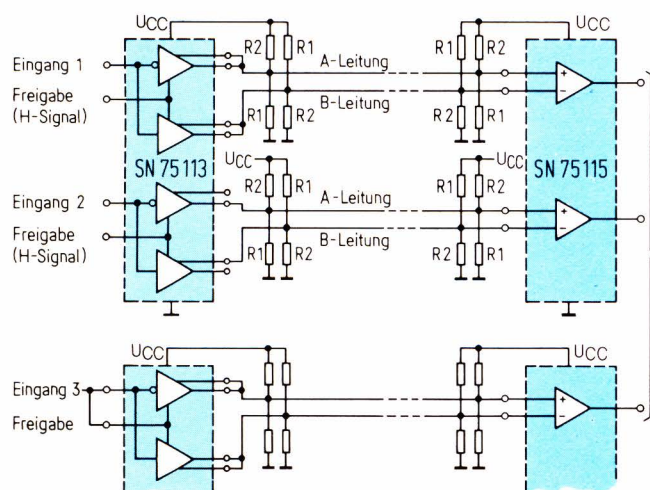 UCC
UCC
R2 R1
R1 R2
Eingang 1
A-Leitung
Freigabe
(H-Signal)
B-Leitung
R1 R2
R2 R1
SN 75113
UCC
UCC
SN 75115
R2 R1
R1 R2
Eingang 2
A-Leitung
Freigabe
(H-Signal)
B-Leitung
R1 R2
R2 R1
UCC
UCC
Eingang 3
Freigabe
+
−
+
−
+
−